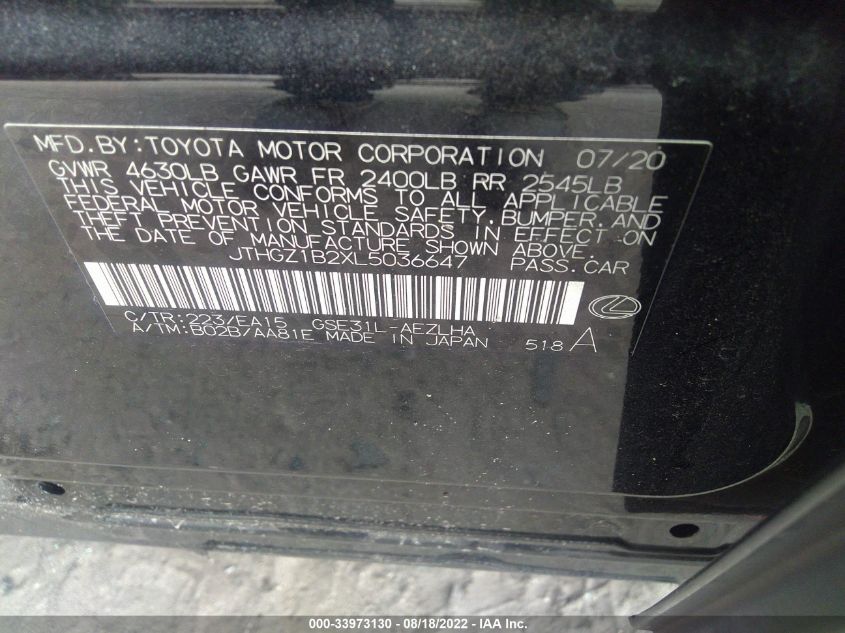 MFD.BY:TOYOTA MOTOR CORPORATION 07/20
GVWR 4630LB GAWR FR 2400LB RR 2545LB
THIS VEHICLE CONFORMS TO ALL APPLICABLE
FEDERAL MOTOR VEHICLE SAFETY,BUMPER,AND
THEFT PREVENTION STANDARDS IN EFFECT ON
THE DATE OF MANUFACTURE SHOWN ABOVE.
JTHGZ1B2XL5036647 PASS.CAR
C/TR:223/EA15 GSE31L-AEZLHA
A/TM:B02B/AA81E MADE IN JAPAN 518A
000-33973130 - 08/18/2022 - IAA Inc.